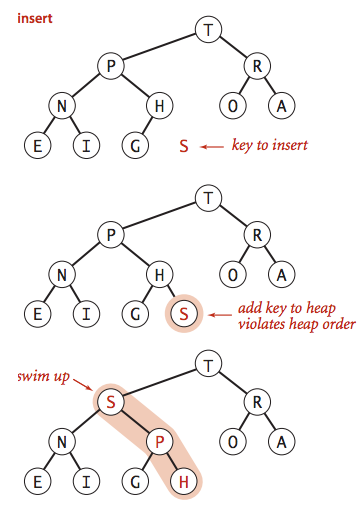 insert
T
P R
N H O A
E I G S key to insert
T
P R
N H O A
E I G S add key to heap
violates heap order
T
swim up
S R
N P O A
E I G H